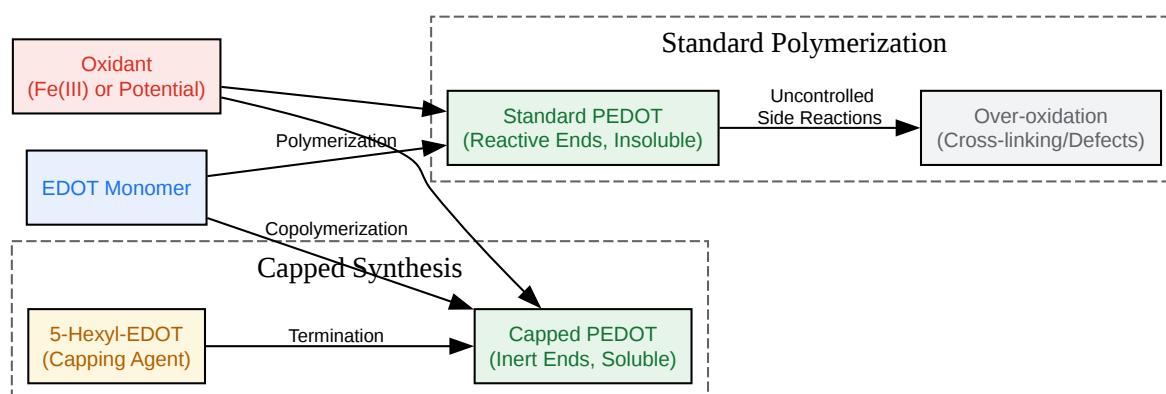 Standard Polymerization
Oxidant
(Fe(III) or Potential)
Standard PEDOT
(Reactive Ends, Insoluble)
Uncontrolled
Side Reactions
Over-oxidation
(Cross-linking/Defects)
Polymerization
EDOT Monomer
Copolymerization
Capped Synthesis
5-Hexyl-EDOT
(Capping Agent)
Termination
Capped PEDOT
(Inert Ends, Soluble)